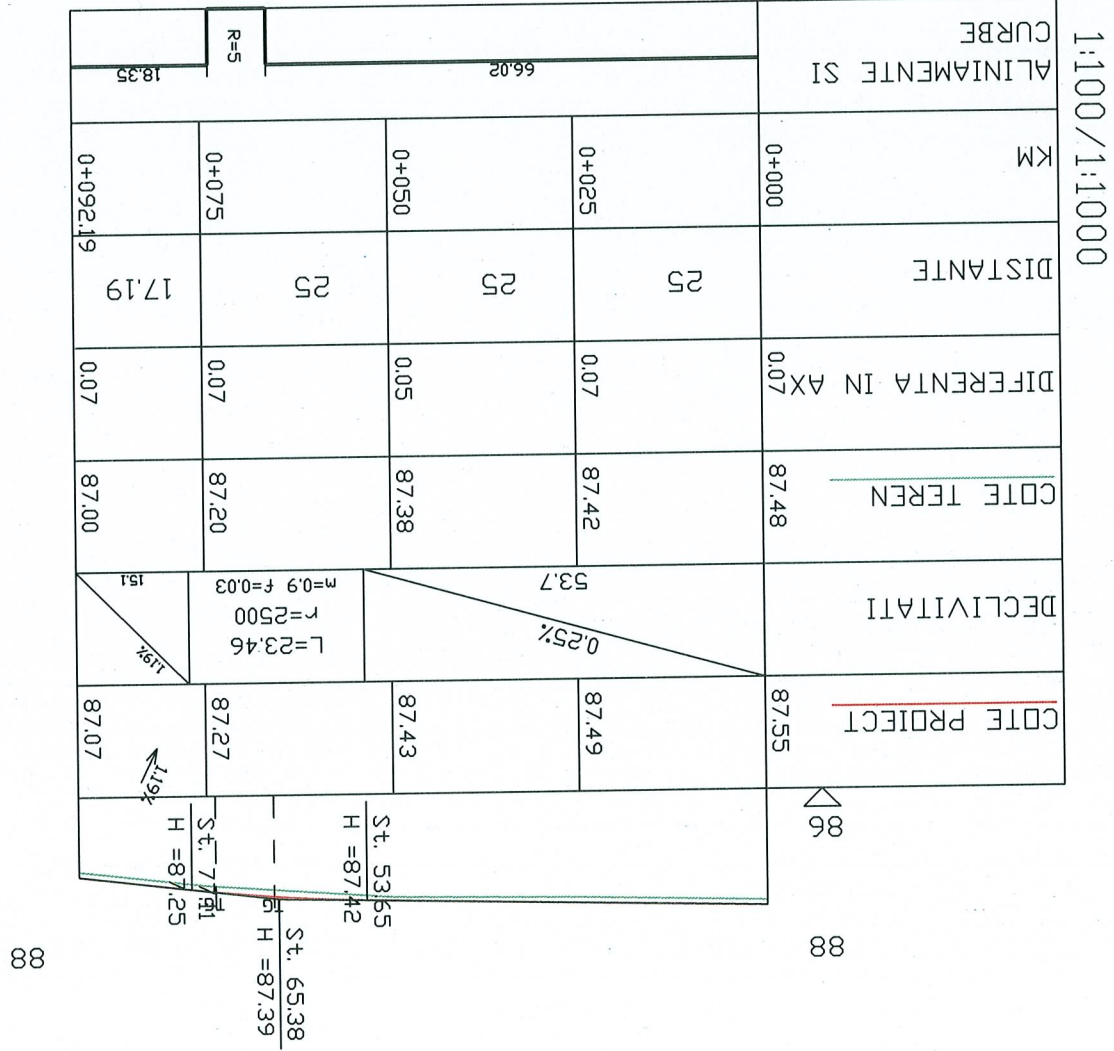 1:100/1:1000
88
88
St. 65.38
H =87.39
St. 53.65
H =87.42
St. 77.11
H =87.25
86
1.19%
COTE PROIECT
87.55
87.49
87.43
87.27
87.07
DECLIVITATI
0.25%
53.7
L=23.46
r=2500
m=0.9 f=0.03
1.19%
15.1
COTE TEREN
87.48
87.42
87.38
87.20
87.00
DIFERENTA IN AX
0.07
0.07
0.05
0.07
0.07
DISTANTE
25
25
25
17.19
KM
0+000
0+025
0+050
0+075
0+092.19
ALINIAMENTE SI
CURBE
66.02
R=5
18.35